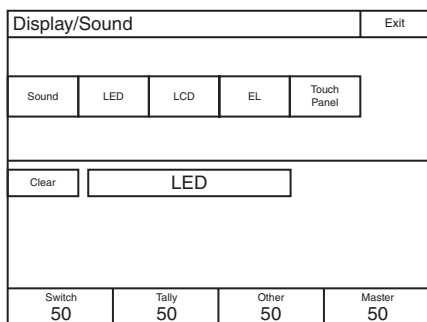 Display/Sound Exit
Sound LED LCD EL Touch
Panel
Clear LED
Switch Tally Other Master
50 50 50 50